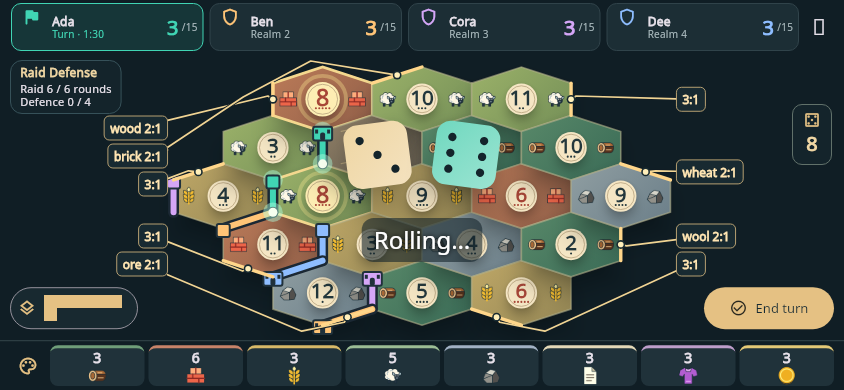 Ada
Turn · 1:30
3 /15
Ben
Realm 2
3 /15
Cora
Realm 3
3 /15
Dee
Realm 4
3 /15
Raid Defense
Raid 6 / 6 rounds
Defence 0 / 4
wood 2:1
brick 2:1
3:1
3:1
ore 2:1
3:1
wheat 2:1
wool 2:1
3:1
8
10
11
3
10
4
8
9
6
9
11
3
4
2
12
5
6
Rolling...
8
End turn
3
6
3
5
3
3
3
3